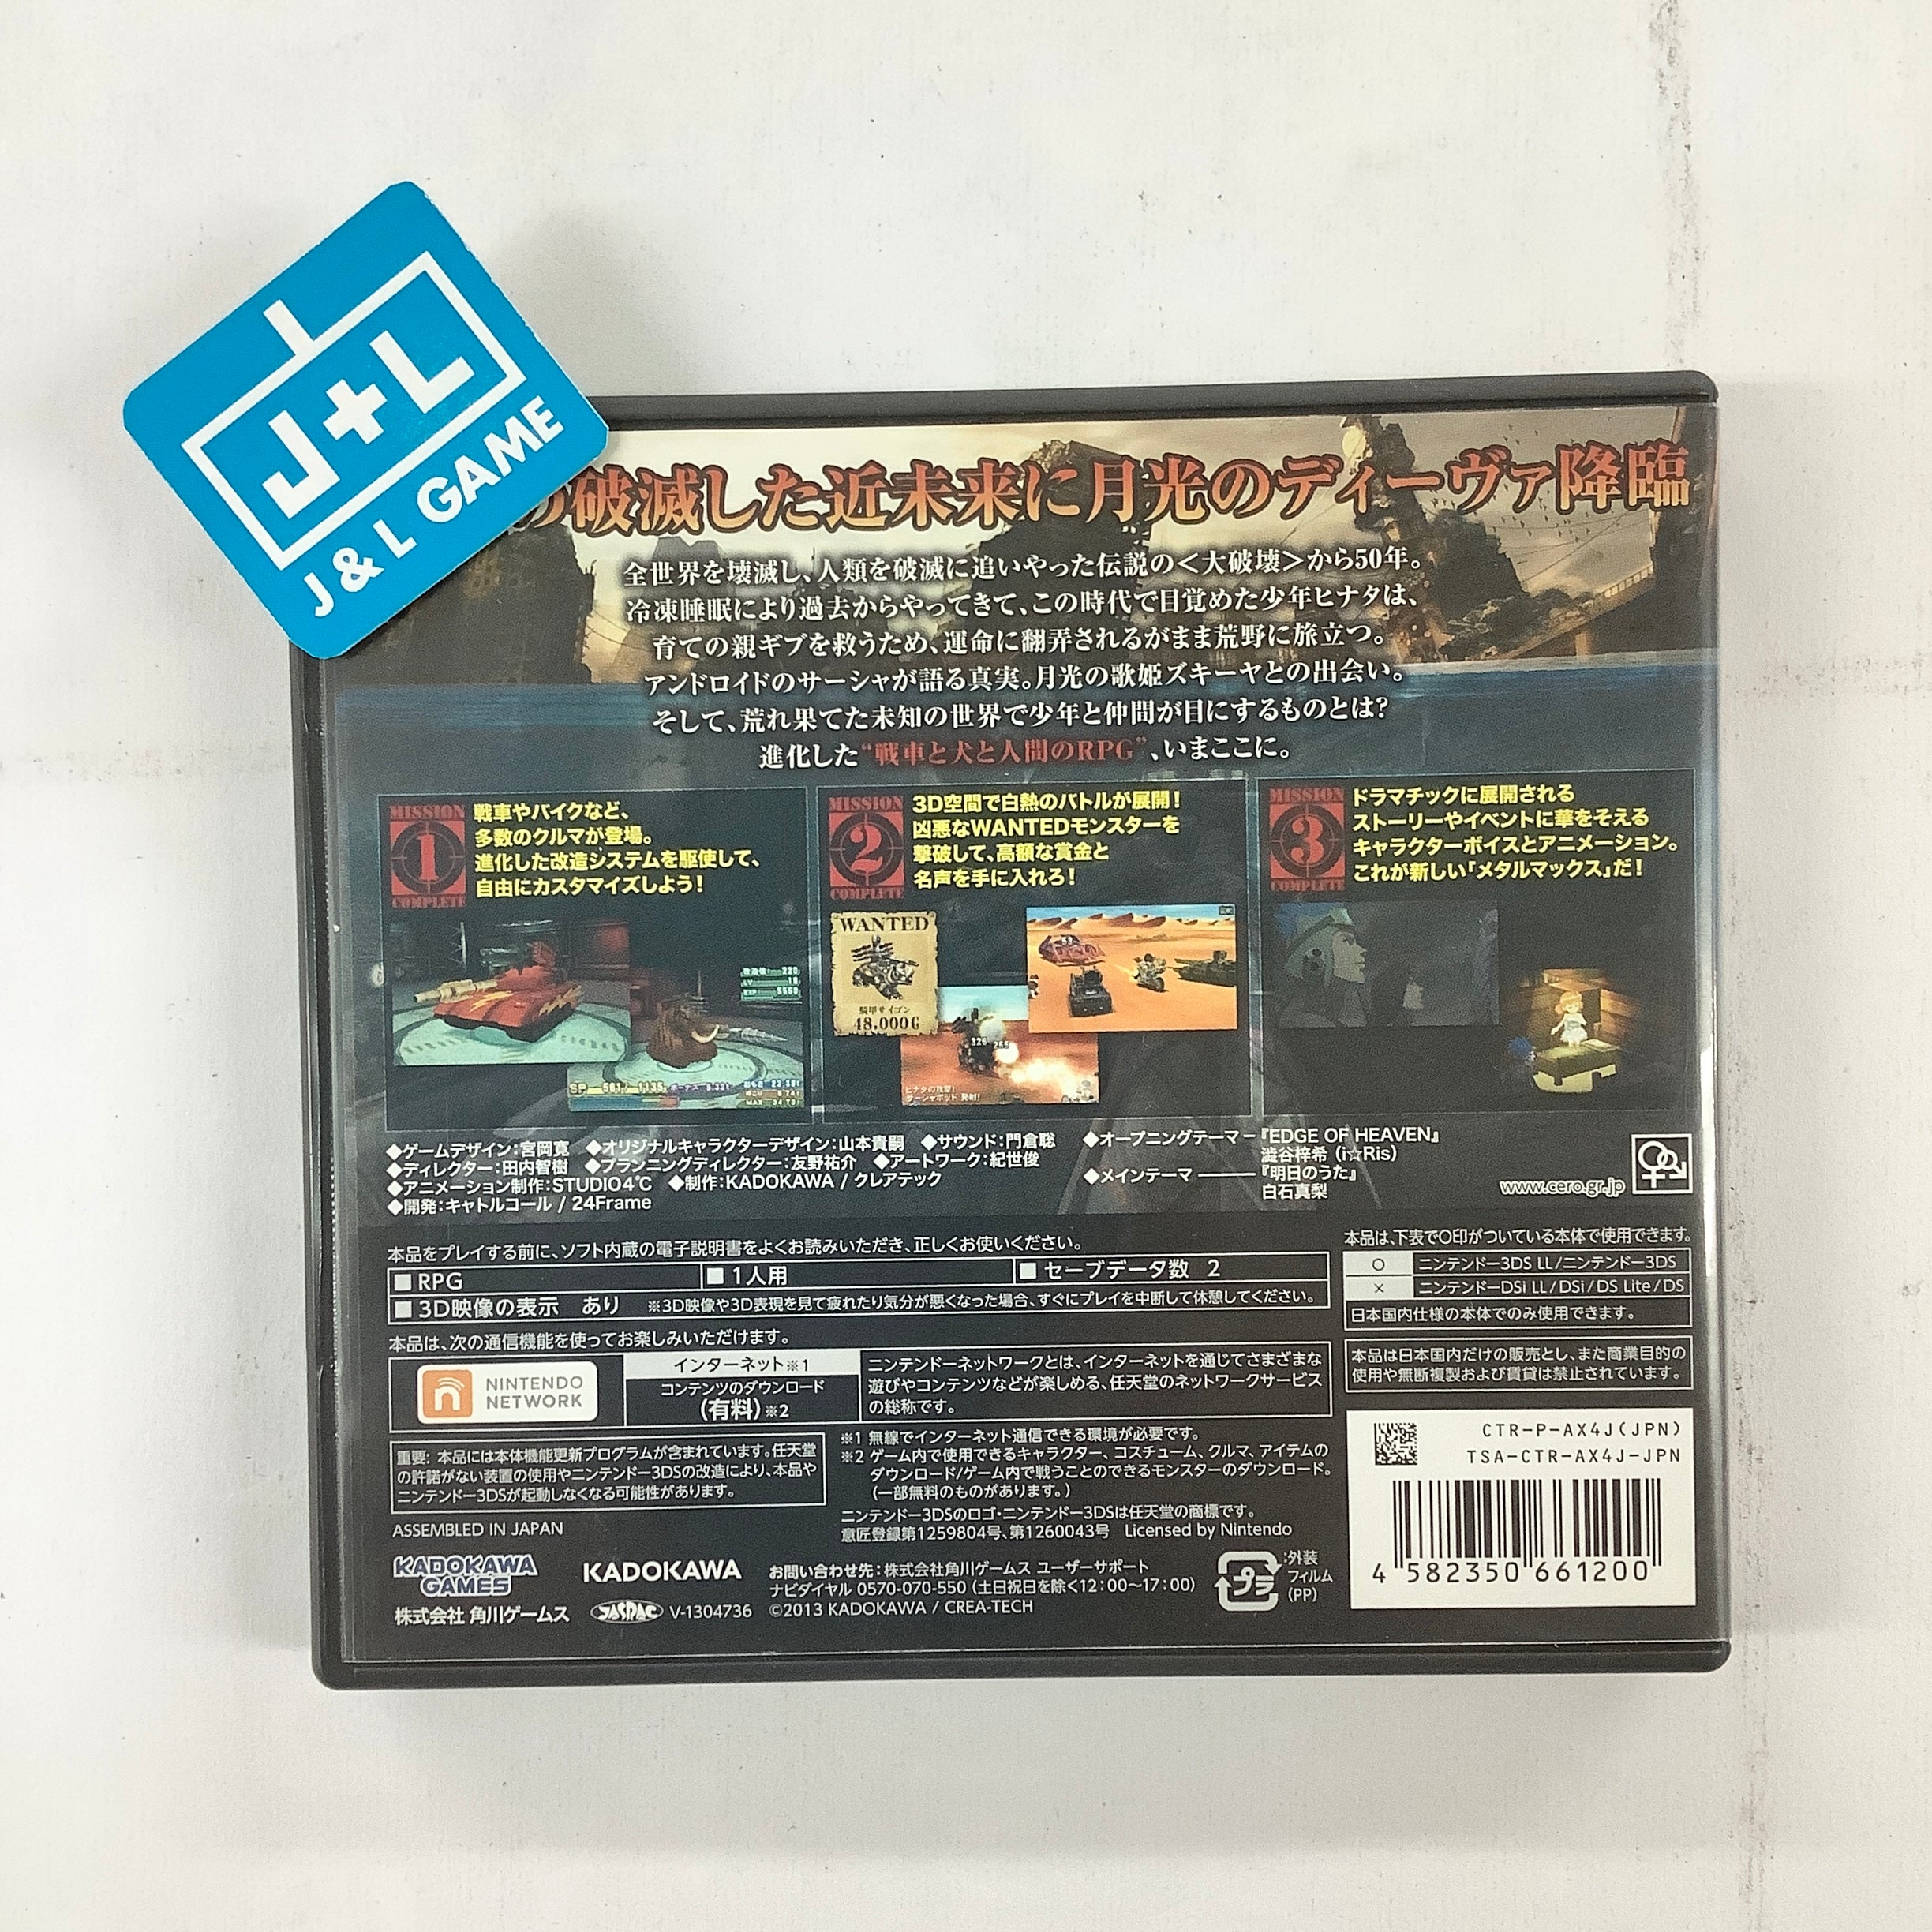 J+L
J & L GAME
の破滅した近未来に月光のディーヴァ降臨
全世界を壊滅し、人類を破滅に追いやった伝説の＜大破壊＞から50年。
冷凍睡眠により過去からやってきて、この時代で目覚めた少年ヒナタは、
育ての親ギブを救うため、運命に翻弄されるがまま荒野に旅立つ。
アンドロイドのサーシャが語る真実。月光の歌姫ズキーヤとの出会い。
そして、荒れ果てた未知の世界で少年と仲間が目にするものとは?
進化した“戦車と犬と人間のRPG”、いまここに。
MISSION
1
COMPLETE
戦車やバイクなど、
多数のクルマが登場。
進化した改造システムを駆使して、
自由にカスタマイズしよう!
MISSION
2
COMPLETE
3D空間で白熱のバトルが展開!
凶悪なWANTEDモンスターを
撃破して、高額な賞金と
名声を手に入れろ!
WANTED
騎甲サイゴン
48,000G
326 255
ヒナタの攻撃!
サーシャポット 発射!
MISSION
3
COMPLETE
ドラマチックに展開される
ストーリーやイベントに華をそえる
キャラクターボイスとアニメーション。
これが新しい「メタルマックス」だ!
◆ゲームデザイン:宮岡寛 ◆オリジナルキャラクターデザイン:山本貴嗣 ◆サウンド:門倉聡
◆ディレクター:田内智樹 ◆プランニングディレクター:友野祐介 ◆アートワーク:紀世俊
◆アニメーション制作:STUDIO4℃ ◆制作:KADOKAWA / クレアテック
◆開発:キャトルコール / 24Frame
◆オープニングテーマ－『EDGE OF HEAVEN』
澁谷梓希 (i☆Ris)
◆メインテーマ ――『明日のうた』
白石真梨
www.cero.gr.jp
本品をプレイする前に、ソフト内蔵の電子説明書をよくお読みいただき、正しくお使いください。
■ RPG ■ 1人用 ■ セーブデータ数 2
■ 3D映像の表示 あり ※3D映像や3D表現を見て疲れたり気分が悪くなった場合、すぐにプレイを中断して休憩してください。
本品は、次の通信機能を使ってお楽しみいただけます。
NINTENDO
NETWORK
インターネット※1
コンテンツのダウンロード
(有料)※2
ニンテンドーネットワークとは、インターネットを通じてさまざまな
遊びやコンテンツなどが楽しめる、任天堂のネットワークサービス
の総称です。
重要: 本品には本体機能更新プログラムが含まれています。任天堂
の許諾がない装置の使用やニンテンドー3DSの改造により、本品や
ニンテンドー3DSが起動しなくなる可能性があります。
※1 無線でインターネット通信できる環境が必要です。
※2 ゲーム内で使用できるキャラクター、コスチューム、クルマ、アイテムの
ダウンロード/ゲーム内で戦うことのできるモンスターのダウンロード。
(一部無料のものがあります。)
ニンテンドー3DSのロゴ・ニンテンドー3DSは任天堂の商標です。
意匠登録第1259804号、第1260043号 Licensed by Nintendo
ASSEMBLED IN JAPAN
KADOKAWA
GAMES
株式会社 角川ゲームス
KADOKAWA
JASRAC V-1304736
お問い合わせ先:株式会社角川ゲームス ユーザーサポート
ナビダイヤル 0570-070-550 (土日祝日を除く12:00～17:00)
©2013 KADOKAWA / CREA-TECH
プラ
:外装
フィルム
(PP)
本品は、下表で〇印がついている本体で使用できます。
○ ニンテンドー3DS LL/ニンテンドー3DS
× ニンテンドーDSi LL/DSi/DS Lite/DS
日本国内仕様の本体でのみ使用できます。
本品は日本国内だけの販売とし、また商業目的の
使用や無断複製および賃貸は禁止されています。
CTR-P-AX4J(JPN)
TSA-CTR-AX4J-JPN
4 582350 661200